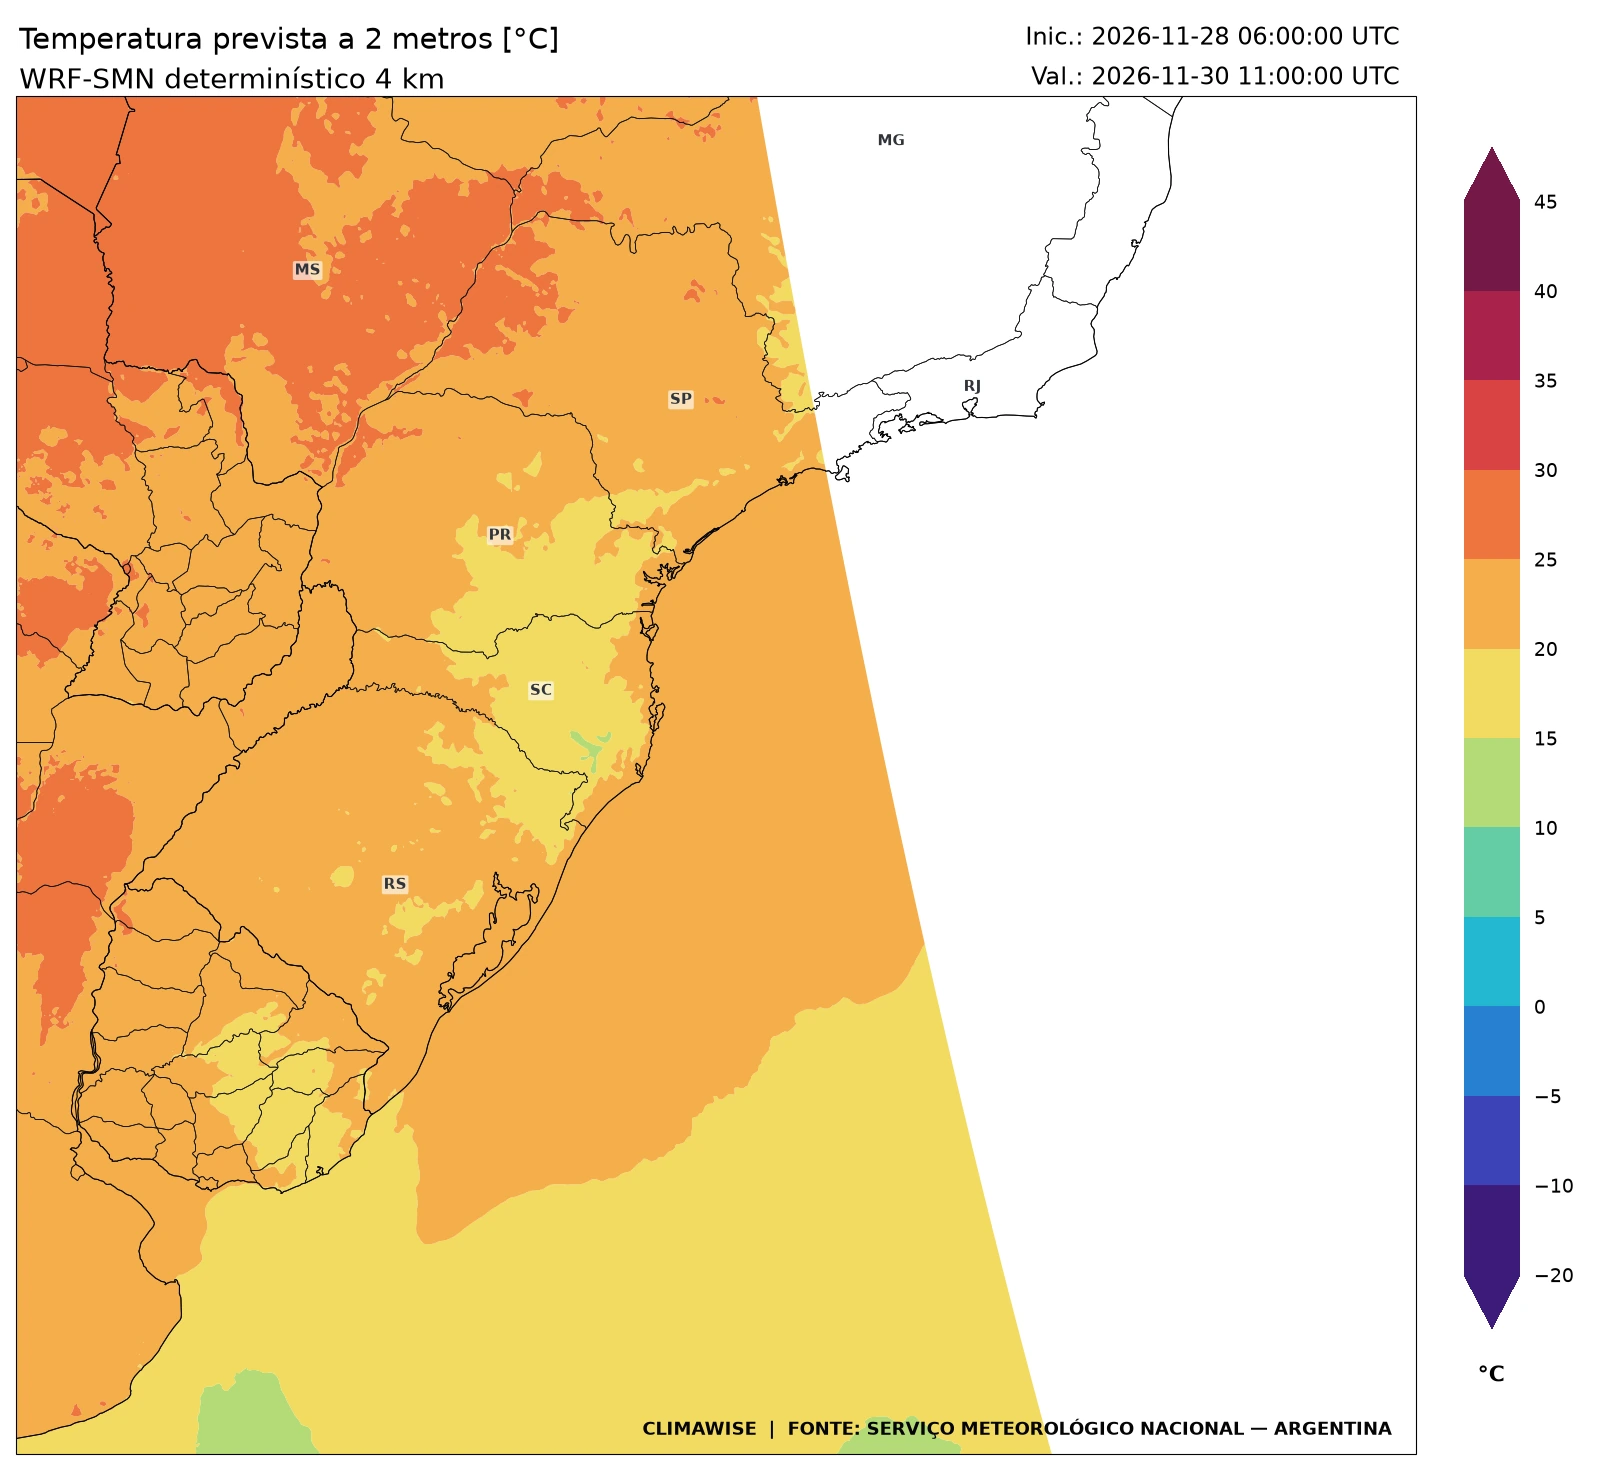 Temperatura prevista a 2 metros [°C]
WRF-SMN determinístico 4 km
Inic.: 2026-11-28 06:00:00 UTC
Val.: 2026-11-30 11:00:00 UTC
MG
MS
RJ
SP
PR
SC
RS
45
40
35
30
25
20
15
10
5
0
−5
−10
−20
°C
CLIMAWISE | FONTE: SERVIÇO METEOROLÓGICO NACIONAL — ARGENTINA